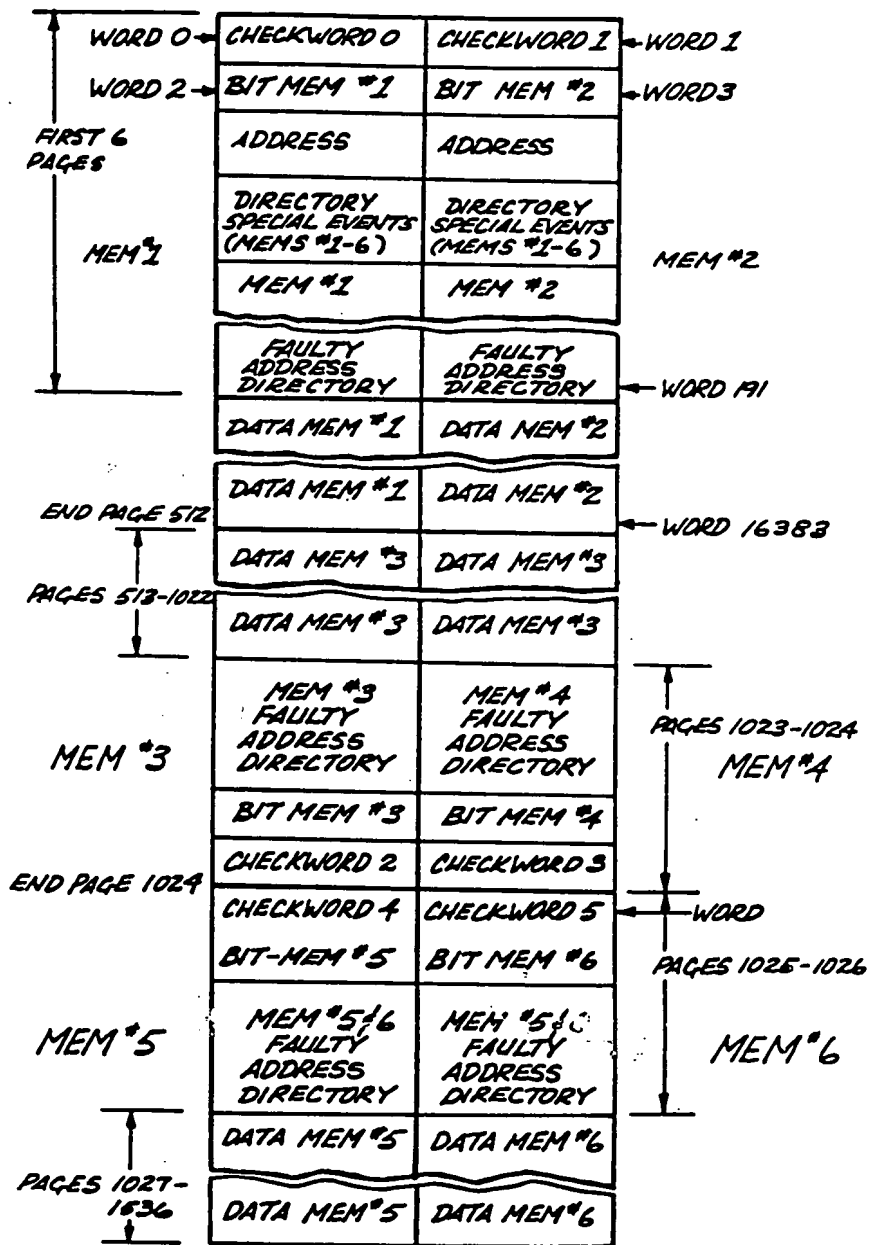 WORD 0 CHECKWORD 0 CHECKWORD 1 WORD 1
WORD 2 BIT MEM #1 BIT MEM #2 WORD 3
FIRST 6
PAGES
ADDRESS ADDRESS
DIRECTORY DIRECTORY
SPECIAL EVENTS SPECIAL EVENTS
(MEMS #1-6) (MEMS #1-6)
MEM #1 MEM #2
MEM #1 MEM #2
FAULTY FAULTY
ADDRESS ADDRESS
DIRECTORY DIRECTORY WORD 191
DATA MEM #1 DATA MEM #2
DATA MEM #1 DATA MEM #2
END PAGE 512 WORD 16383
DATA MEM #3 DATA MEM #3
PAGES 513-1022
DATA MEM #3 DATA MEM #3
MEM #3 MEM #4
FAULTY FAULTY
ADDRESS ADDRESS
DIRECTORY DIRECTORY
PAGES 1023-1024
MEM #3 MEM #4
BIT MEM #3 BIT MEM #4
CHECKWORD 2 CHECKWORD 3
END PAGE 1024
CHECKWORD 4 CHECKWORD 5 WORD
BIT-MEM #5 BIT MEM #6
PAGES 1025-1026
MEM #5 & 6 MEM #5 &
FAULTY FAULTY
ADDRESS ADDRESS
DIRECTORY DIRECTORY
MEM #5 MEM #6
DATA MEM #5 DATA MEM #6
PAGES 1027-
1536
DATA MEM #5 DATA MEM #6